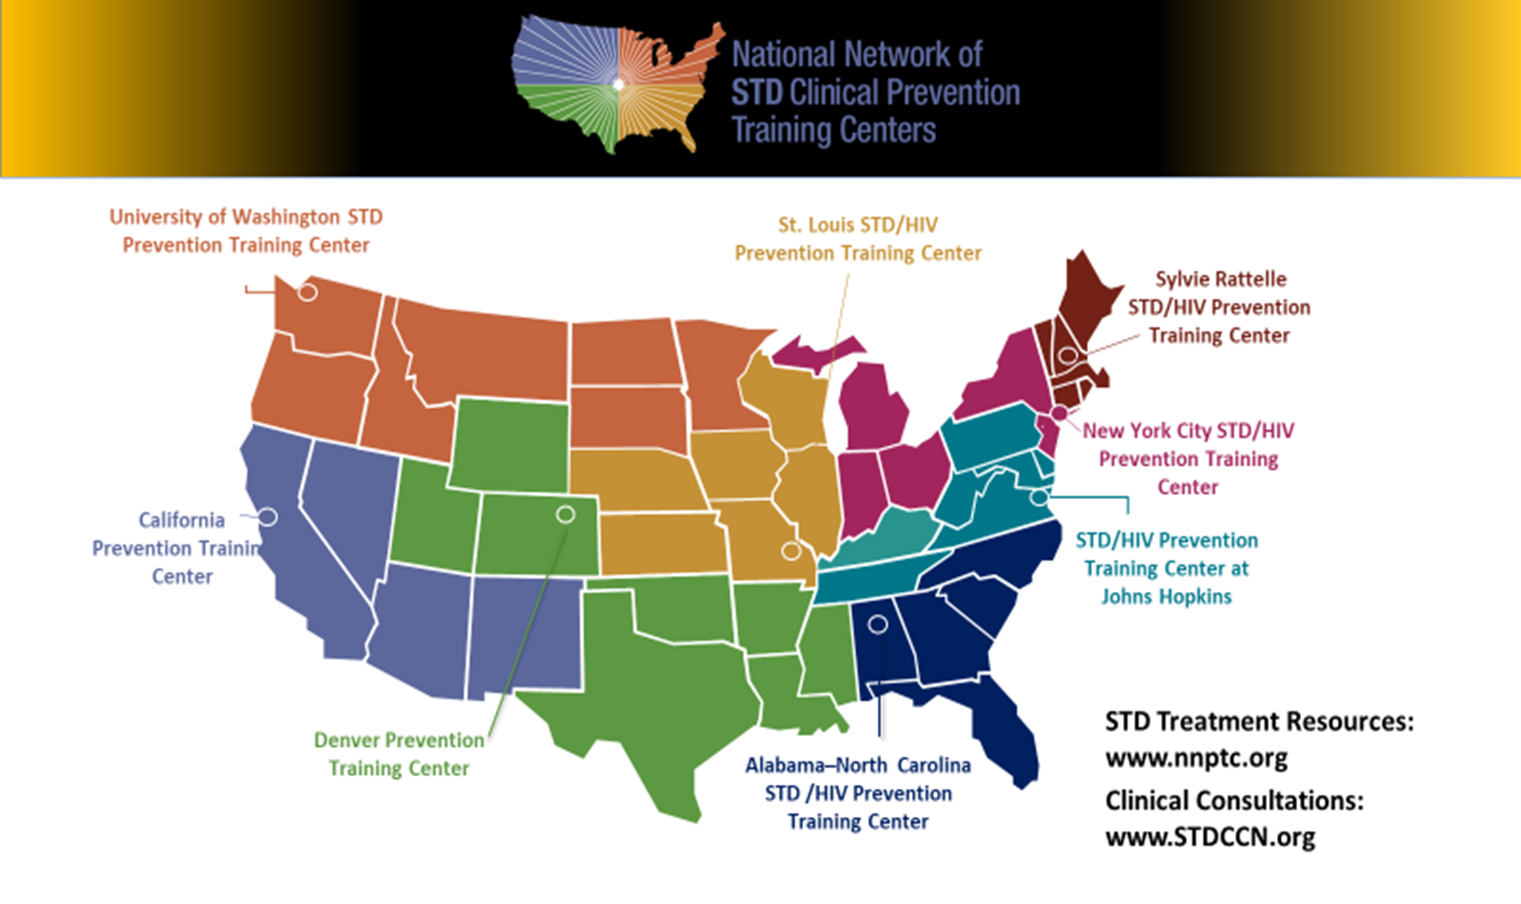 National Network of
STD Clinical Prevention
Training Centers
University of Washington STD
Prevention Training Center
St. Louis STD/HIV
Prevention Training Center
Sylvie Rattelle
STD/HIV Prevention
Training Center
New York City STD/HIV
Prevention Training
Center
California
Prevention Trainin
Center
STD/HIV Prevention
Training Center at
Johns Hopkins
Denver Prevention
Training Center
Alabama–North Carolina
STD /HIV Prevention
Training Center
STD Treatment Resources:
www.nnptc.org
Clinical Consultations:
www.STDCCN.org